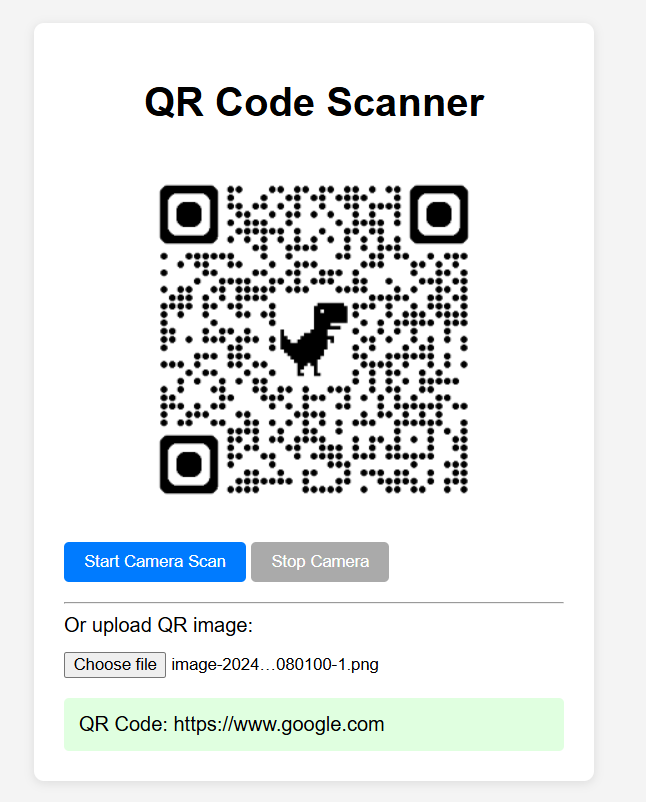 QR Code Scanner
Start Camera Scan Stop Camera
Or upload QR image:
Choose file image-2024…080100-1.png
QR Code: https://www.google.com